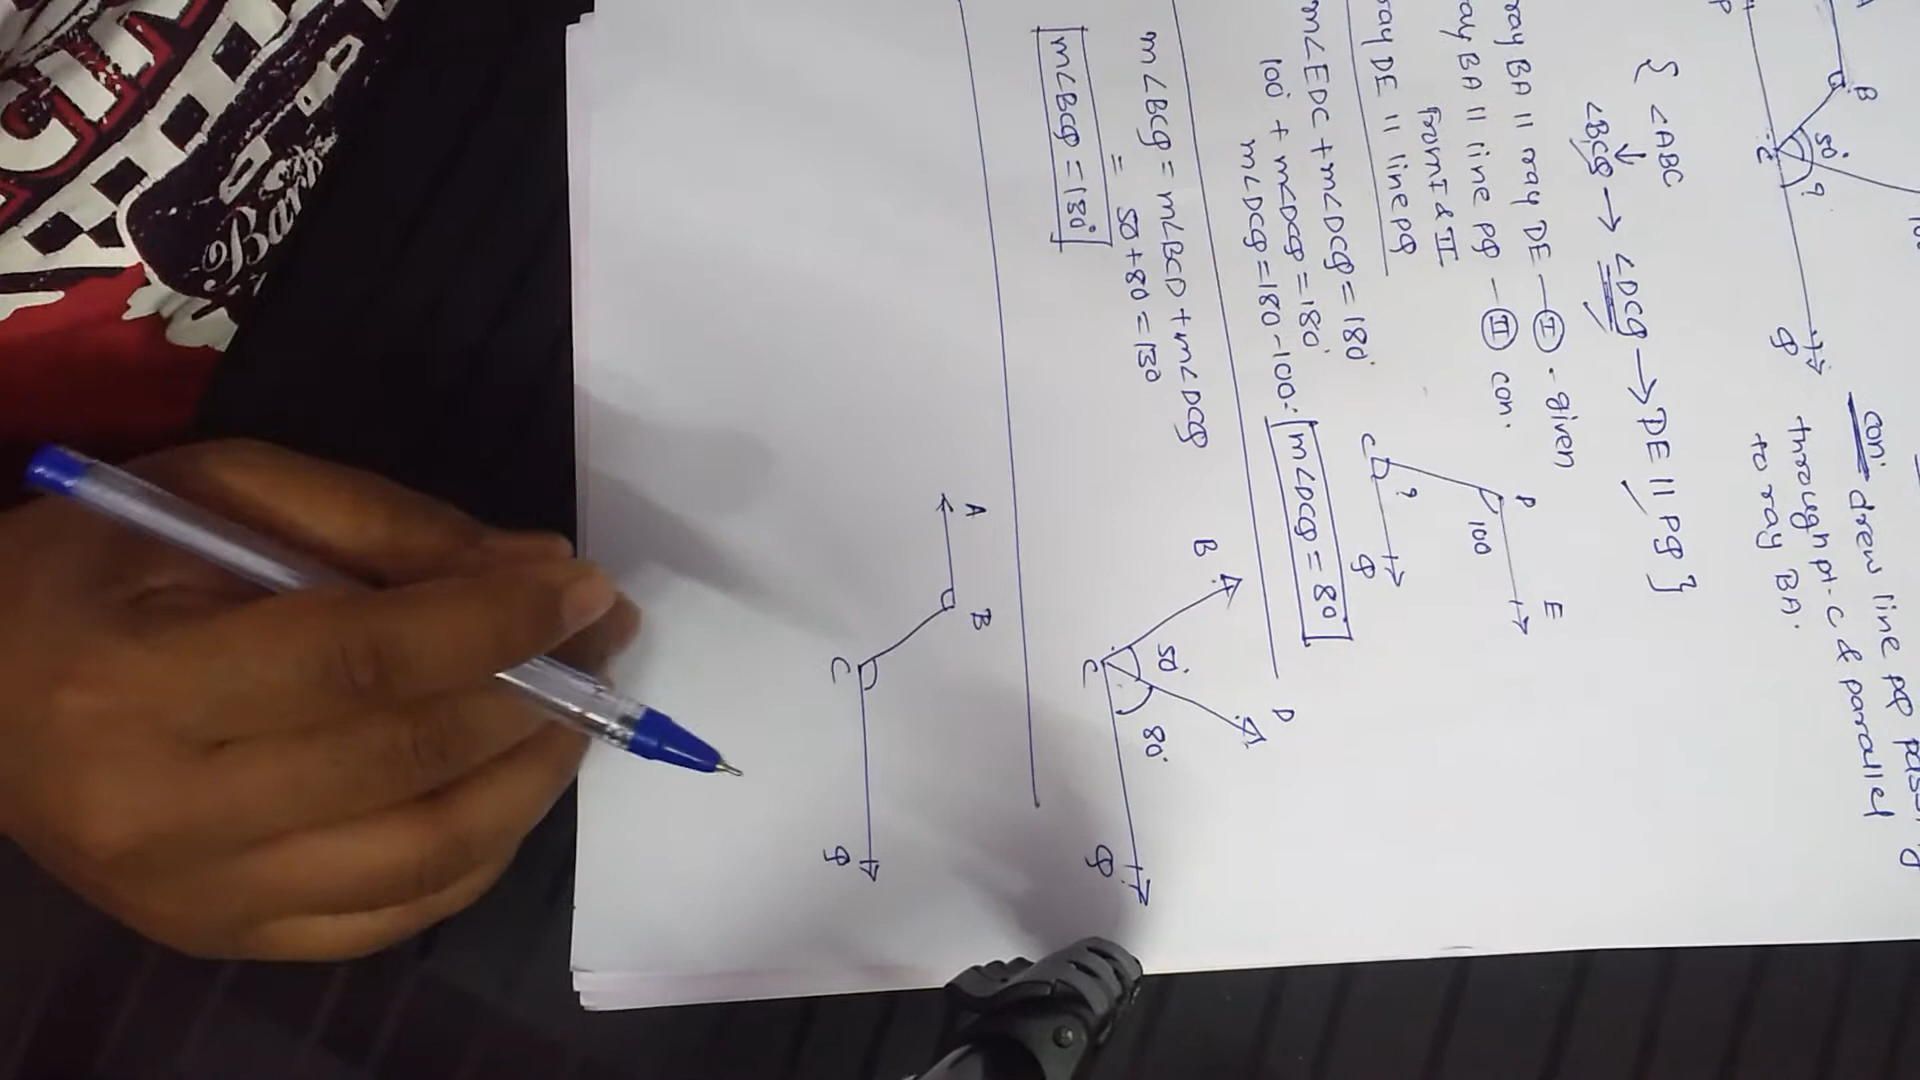 A
B
50°
?
C
P
Q
con:- drew line PQ passing
through pt. C & parallel
to ray BA.
{ ∠ABC
↓
∠BCQ → ∠DCQ → DE || PQ }
ray BA || ray DE — Ⓘ - given
ray BA || line PQ — Ⓘ Ⓘ con.
From I & II
ray DE || line PQ
D
E
100
C
?
Q
m∠EDC + m∠DCQ = 180°
100° + m∠DCQ = 180°
m∠DCQ = 180 - 100.
m∠DCQ = 80°
B
D
50°
80°
C
Q
m∠BCQ = m∠BCD + m∠DCQ
= 50 + 80 = 130
m∠BCQ = 130°
A
B
C
Q